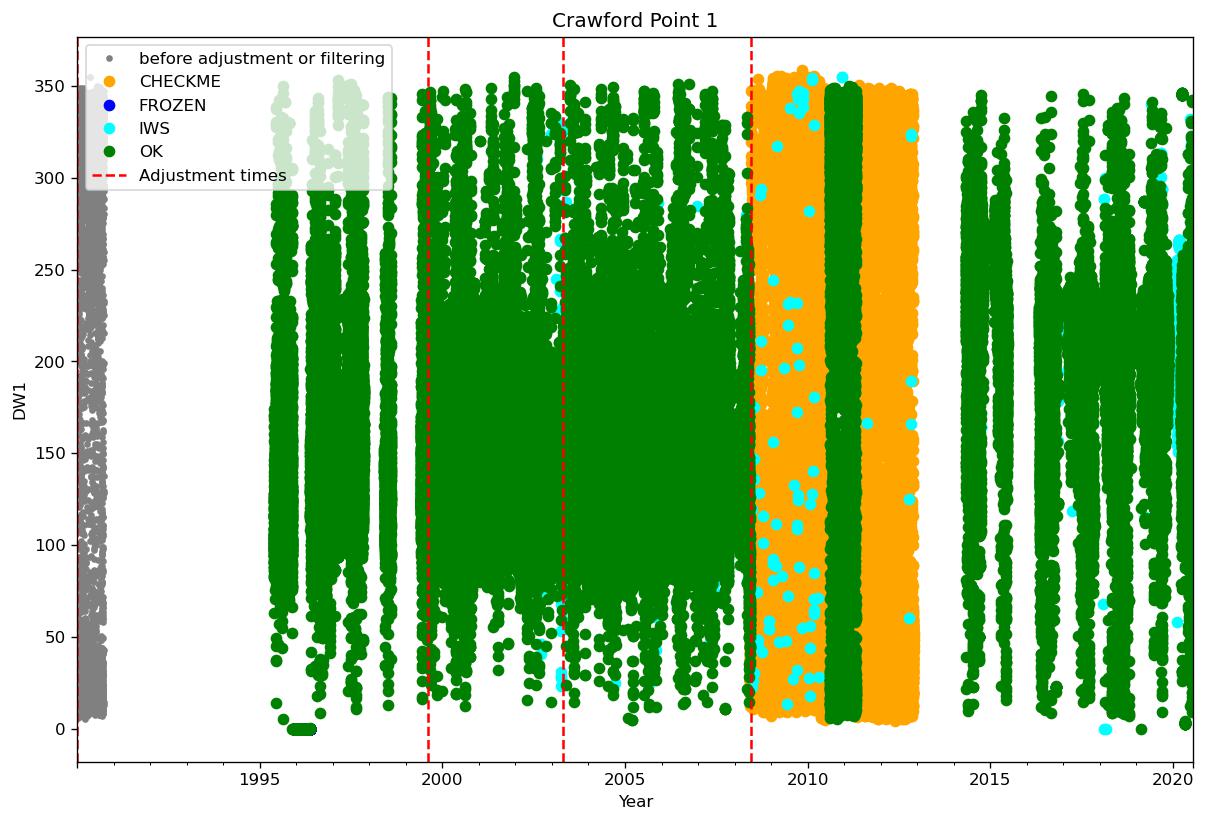 Crawford Point 1
before adjustment or filtering
CHECKME
FROZEN
IWS
OK
Adjustment times
350
300
250
200
150
100
50
0
DW1
1995 2000 2005 2010 2015 2020
Year